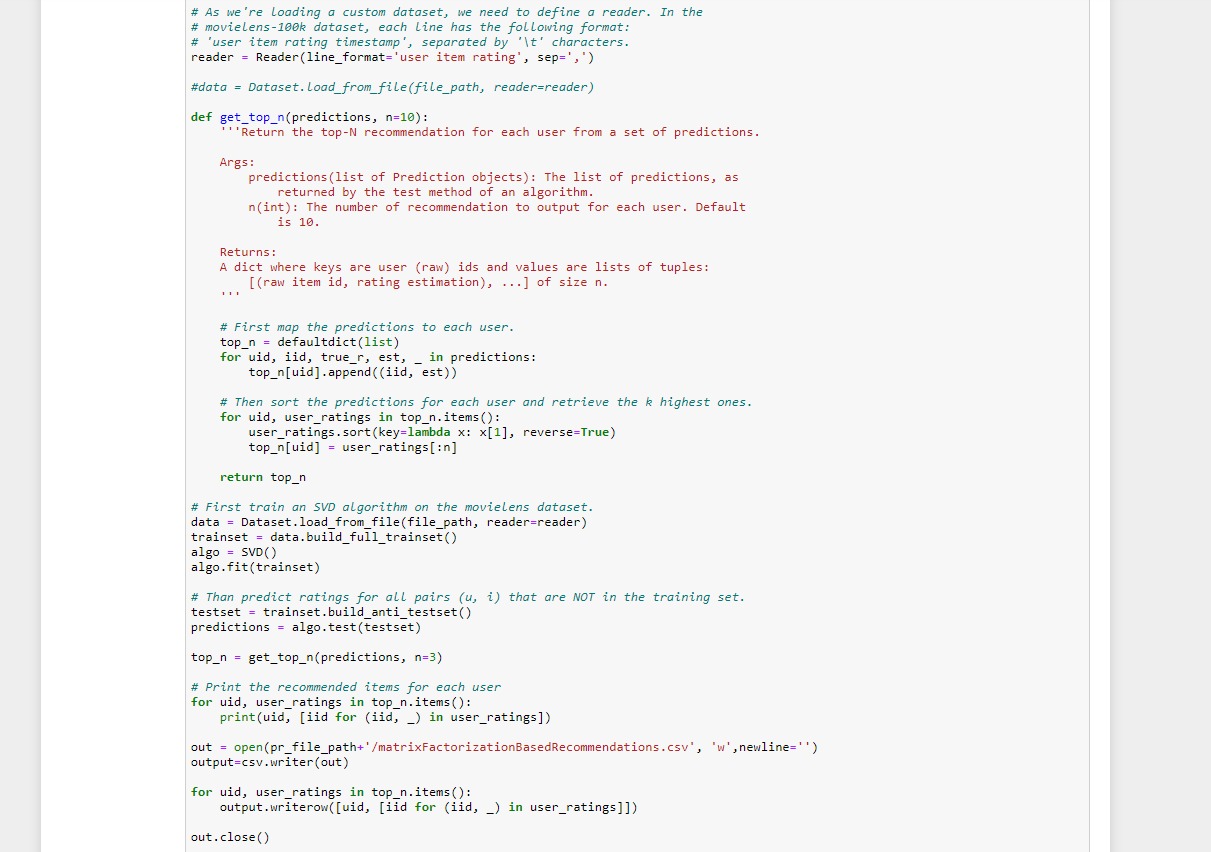 # As we're loading a custom dataset, we need to define a reader. In the
# movielens-100k dataset, each line has the following format:
# 'user item rating timestamp', separated by '\t' characters.
reader = Reader(line_format='user item rating', sep=',')

#data = Dataset.load_from_file(file_path, reader=reader)

def get_top_n(predictions, n=10):
    '''Return the top-N recommendation for each user from a set of predictions.

    Args:
        predictions(list of Prediction objects): The list of predictions, as
            returned by the test method of an algorithm.
        n(int): The number of recommendation to output for each user. Default
            is 10.

    Returns:
    A dict where keys are user (raw) ids and values are lists of tuples:
        [(raw item id, rating estimation), ...] of size n.
    '''

    # First map the predictions to each user.
    top_n = defaultdict(list)
    for uid, iid, true_r, est, _ in predictions:
        top_n[uid].append((iid, est))

    # Then sort the predictions for each user and retrieve the k highest ones.
    for uid, user_ratings in top_n.items():
        user_ratings.sort(key=lambda x: x[1], reverse=True)
        top_n[uid] = user_ratings[:n]

    return top_n

# First train an SVD algorithm on the movielens dataset.
data = Dataset.load_from_file(file_path, reader=reader)
trainset = data.build_full_trainset()
algo = SVD()
algo.fit(trainset)

# Than predict ratings for all pairs (u, i) that are NOT in the training set.
testset = trainset.build_anti_testset()
predictions = algo.test(testset)

top_n = get_top_n(predictions, n=3)

# Print the recommended items for each user
for uid, user_ratings in top_n.items():
    print(uid, [iid for (iid, _) in user_ratings])

out = open(pr_file_path+'/matrixFactorizationBasedRecommendations.csv', 'w',newline='')
output=csv.writer(out)

for uid, user_ratings in top_n.items():
    output.writerow([uid, [iid for (iid, _) in user_ratings]])

out.close()